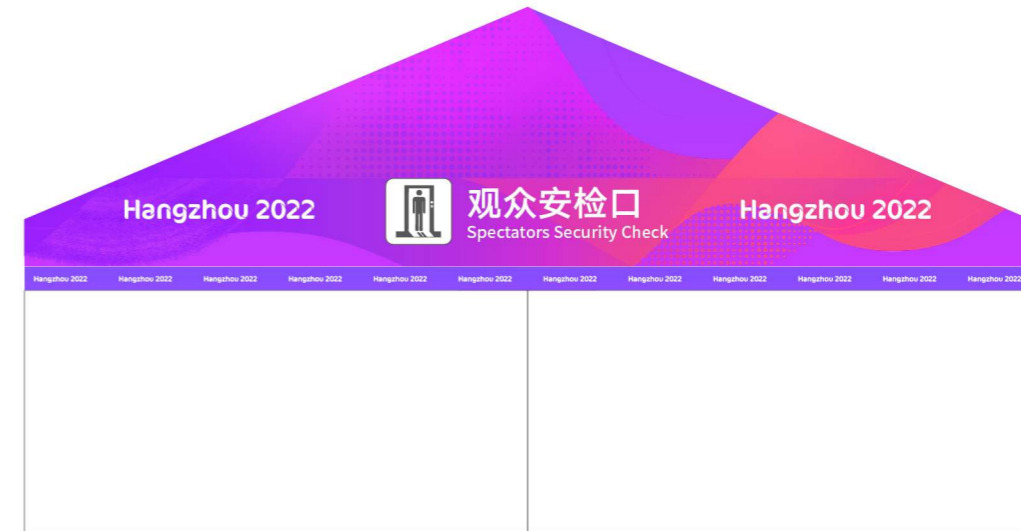 Hangzhou 2022
观众安检口
Spectators Security Check
Hangzhou 2022
Hangzhou 2022 Hangzhou 2022 Hangzhou 2022 Hangzhou 2022 Hangzhou 2022 Hangzhou 2022 Hangzhou 2022 Hangzhou 2022 Hangzhou 2022 Hangzhou 2022 Hangzhou 2022 Hangzhou 2022